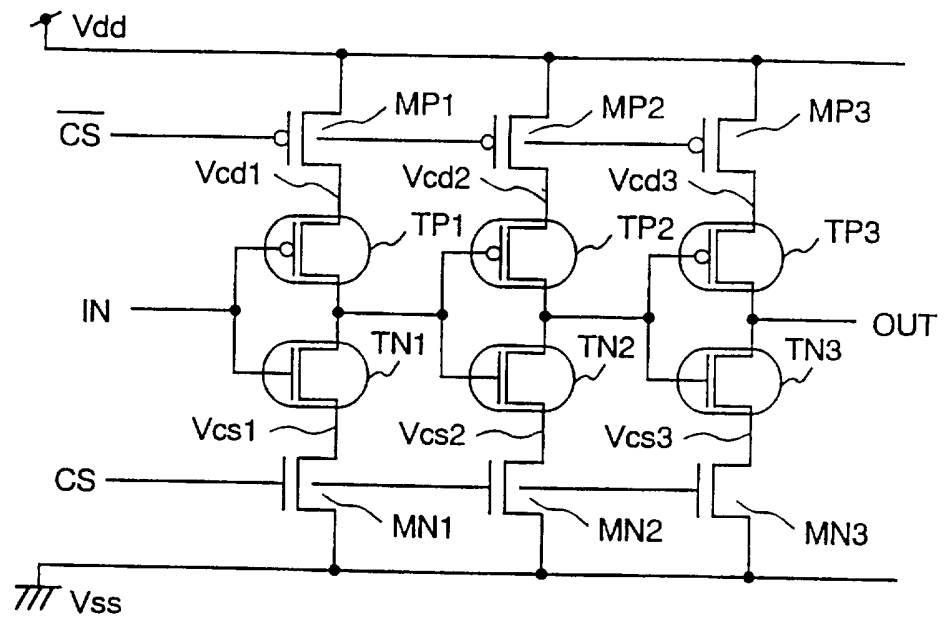 Vdd
MP1
MP2
MP3
C̅S̅
Vcd1
Vcd2
Vcd3
TP1
TP2
TP3
IN
OUT
TN1
TN2
TN3
Vcs1
Vcs2
Vcs3
CS
MN1
MN2
MN3
Vss